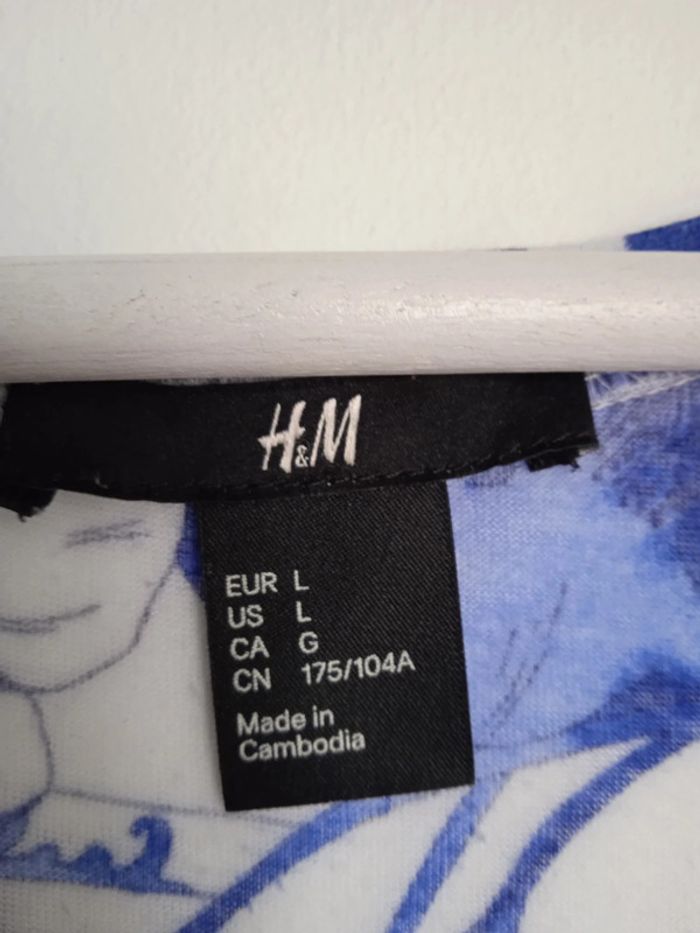 H&M
EUR L
US L
CA G
CN 175/104A
Made in
Cambodia